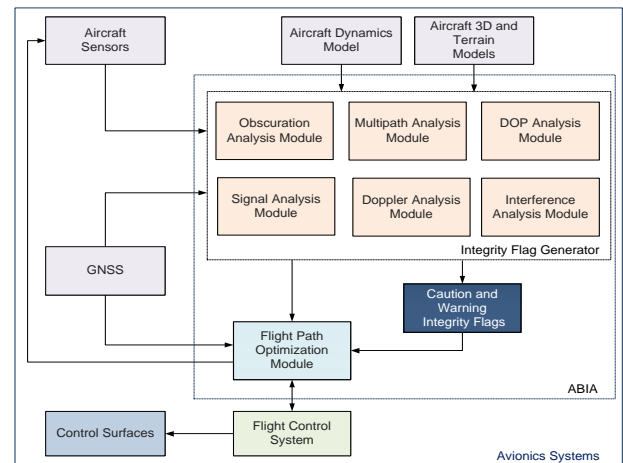 Aircraft
Sensors
Aircraft Dynamics
Model
Aircraft 3D and
Terrain
Models
Obscuration
Analysis Module
Multipath Analysis
Module
DOP Analysis
Module
Signal Analysis
Module
Doppler Analysis
Module
Interference
Analysis Module
Integrity Flag Generator
GNSS
Caution and
Warning
Integrity Flags
Flight Path
Optimization
Module
ABIA
Control Surfaces
Flight Control
System
Avionics Systems